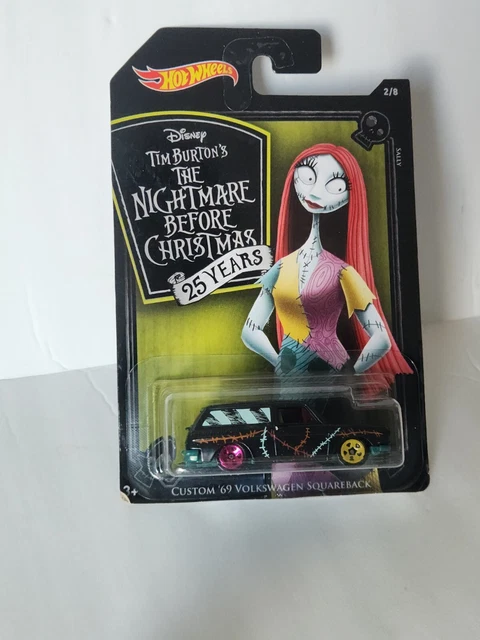 HOT WHEELS
2/8
Disney
TIM BURTON'S
THE
NIGHTMARE
BEFORE
CHRISTMAS
25 YEARS
SALLY
3+
CUSTOM '69 VOLKSWAGEN SQUAREBACK